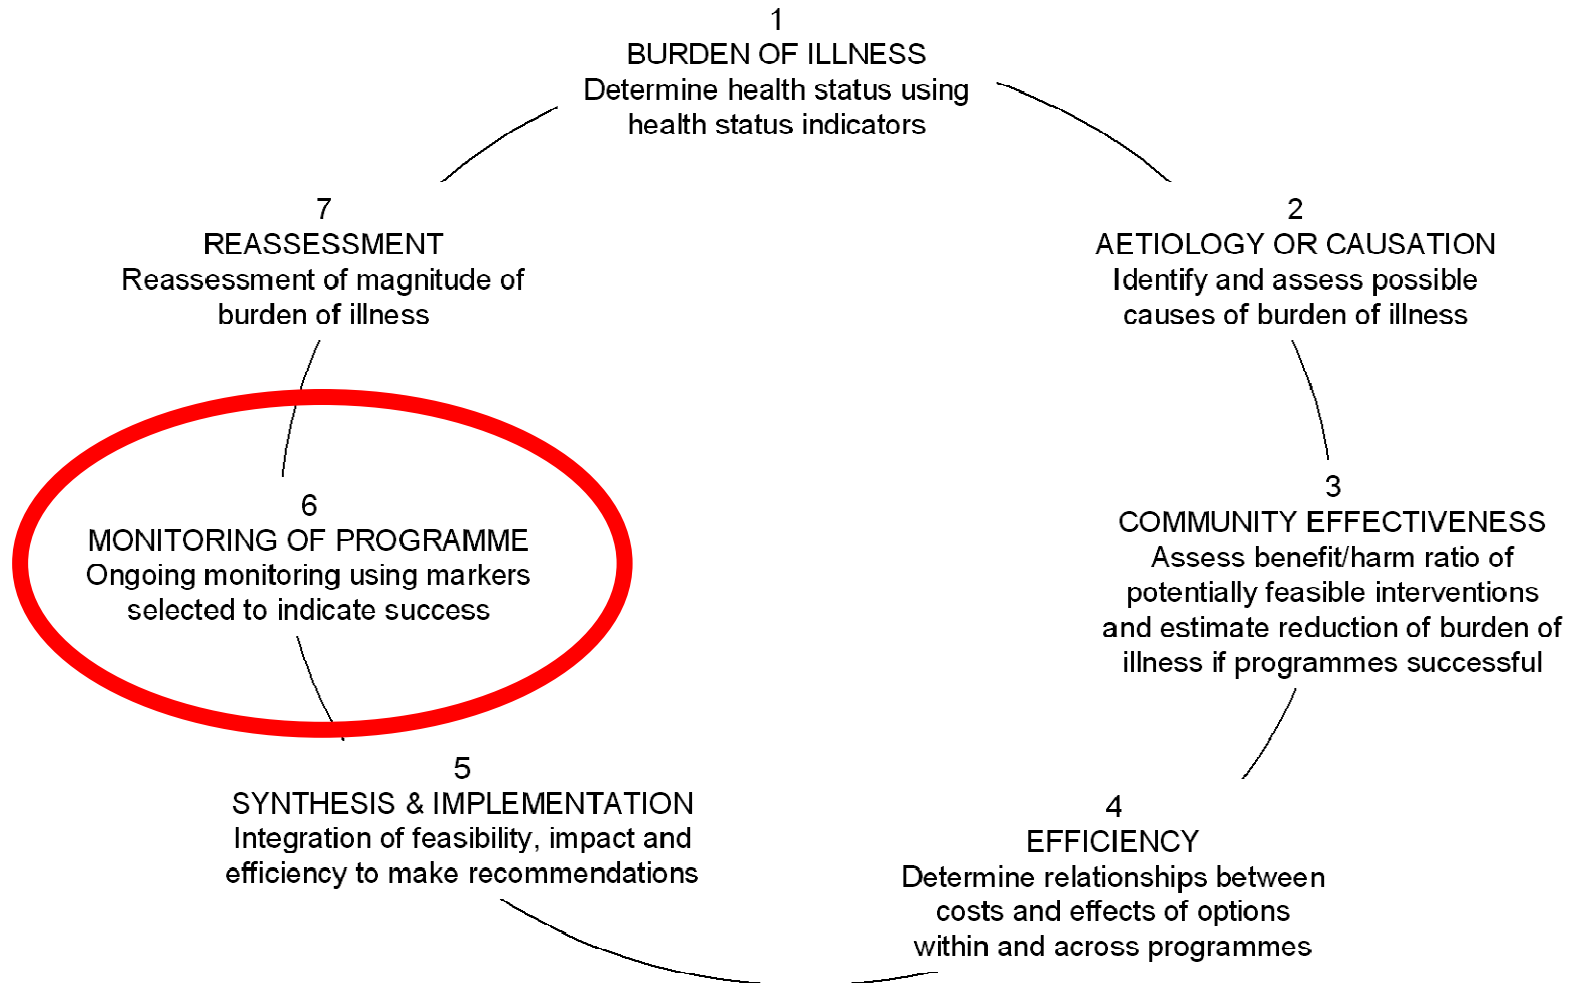 1
BURDEN OF ILLNESS
Determine health status using
health status indicators
2
AETIOLOGY OR CAUSATION
Identify and assess possible
causes of burden of illness
3
COMMUNITY EFFECTIVENESS
Assess benefit/harm ratio of
potentially feasible interventions
and estimate reduction of burden of
illness if programmes successful
4
EFFICIENCY
Determine relationships between
costs and effects of options
within and across programmes
5
SYNTHESIS & IMPLEMENTATION
Integration of feasibility, impact and
efficiency to make recommendations
6
MONITORING OF PROGRAMME
Ongoing monitoring using markers
selected to indicate success
7
REASSESSMENT
Reassessment of magnitude of
burden of illness